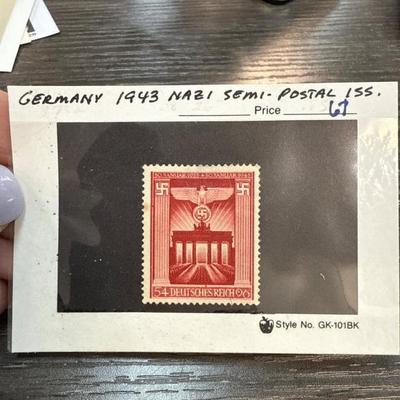 GERMANY 1943 NAZI SEMI-POSTAL ISS.
Price 67
30. JANUAR 1933 * 30. JANUAR 1943
54 DEUTSCHES REICH 96
Style No. GK-101BK